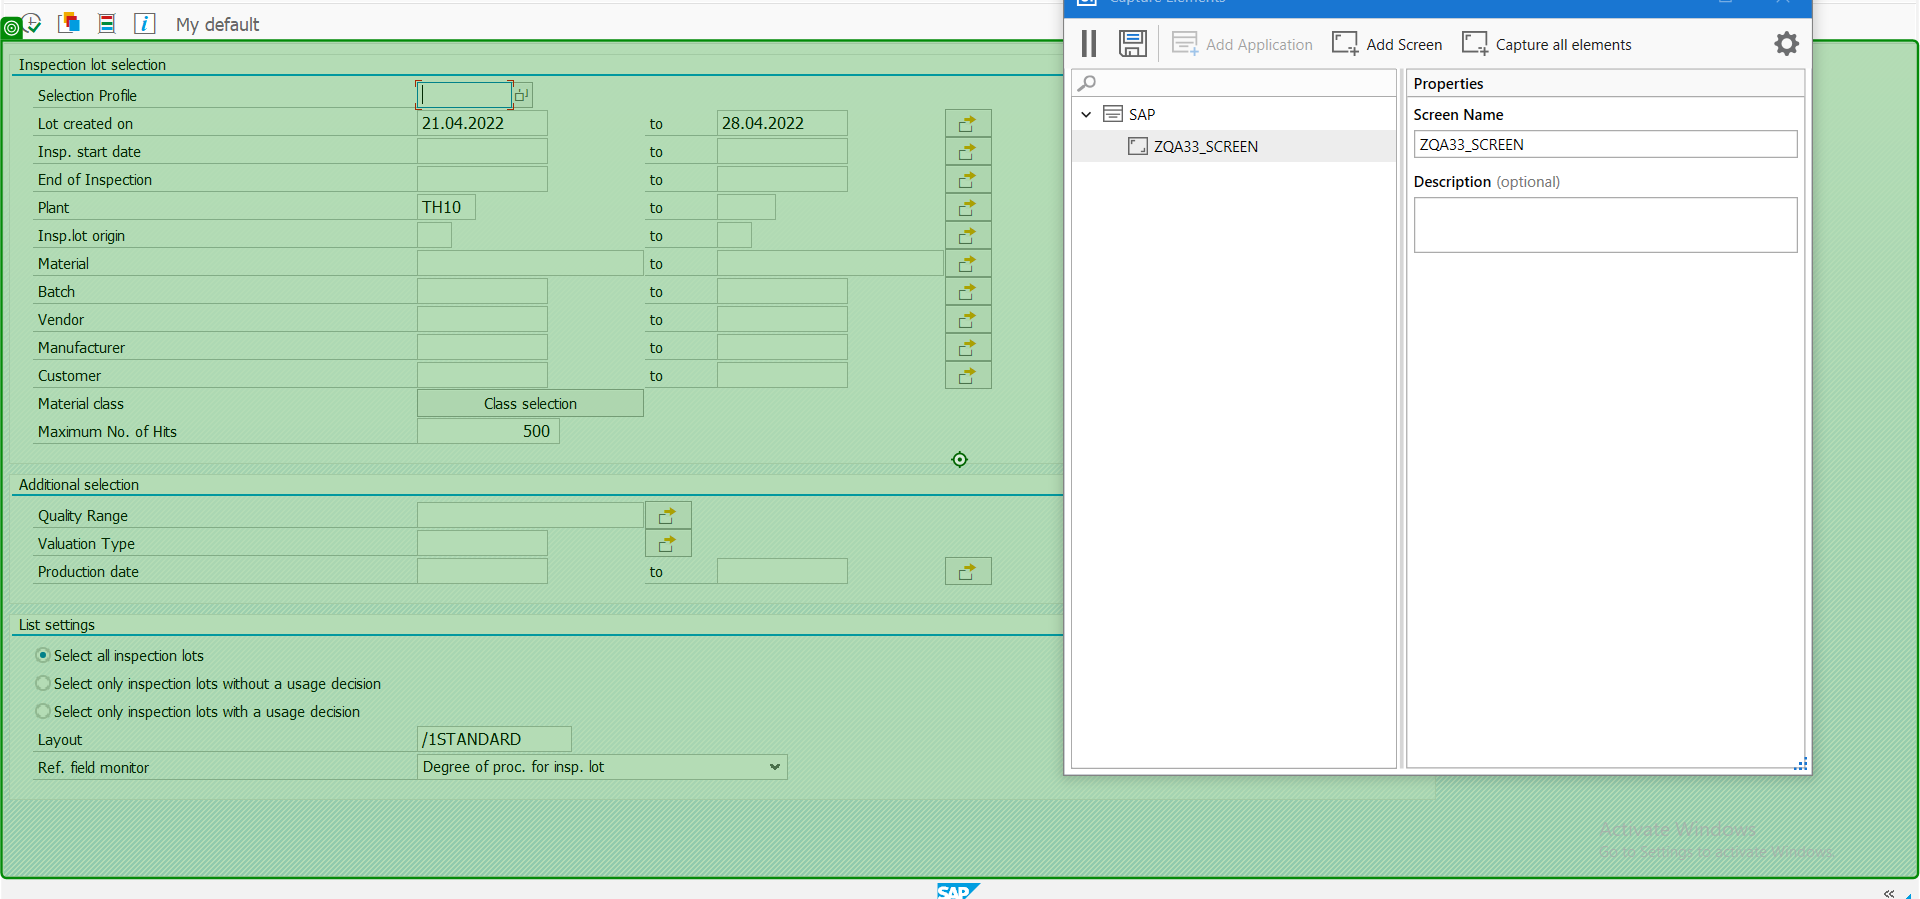 My default
Inspection lot selection
Selection Profile
Lot created on 21.04.2022 to 28.04.2022
Insp. start date to
End of Inspection to
Plant TH10 to
Insp.lot origin to
Material to
Batch to
Vendor to
Manufacturer to
Customer to
Material class Class selection
Maximum No. of Hits 500
Additional selection
Quality Range
Valuation Type
Production date to
List settings
Select all inspection lots
Select only inspection lots without a usage decision
Select only inspection lots with a usage decision
Layout /1STANDARD
Ref. field monitor Degree of proc. for insp. lot
SAP
Capture Elements
Add Application Add Screen Capture all elements
SAP
ZQA33_SCREEN
Properties
Screen Name
ZQA33_SCREEN
Description (optional)
Activate Windows
Go to Settings to activate Windows.